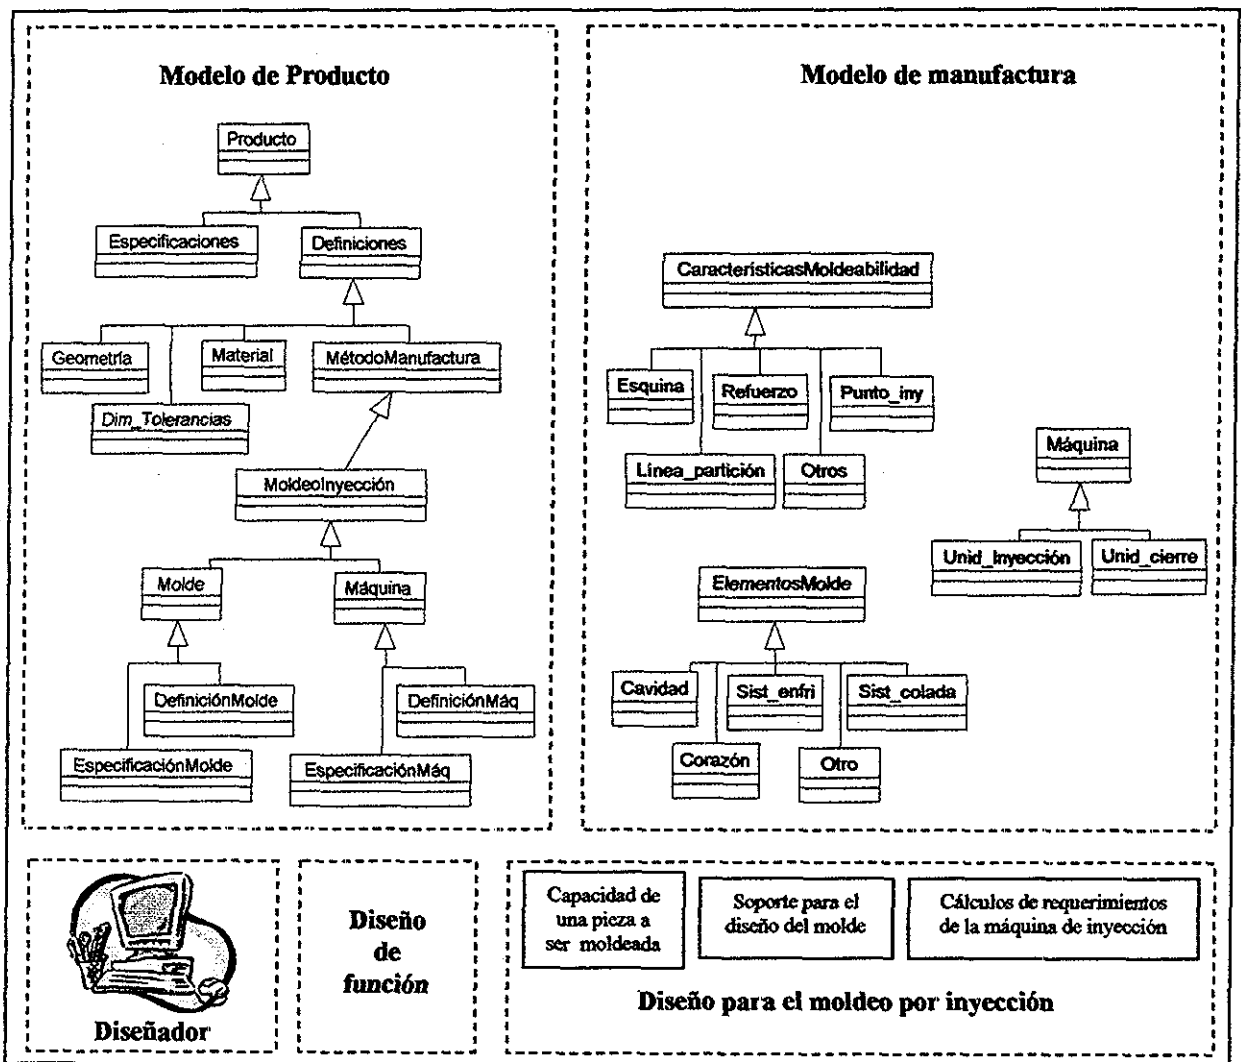 Modelo de Producto
Producto
Especificaciones
Definiciones
Geometría
Material
MétodoManufactura
Dim_Tolerancias
MoldeoInyección
Molde
Máquina
DefiniciónMolde
DefiniciónMáq
EspecificaciónMolde
EspecificaciónMáq
Modelo de manufactura
CaracterísticasMoldeabilidad
Esquina
Refuerzo
Punto_iny
Línea_partición
Otros
Máquina
Unid_Inyección
Unid_cierre
ElementosMolde
Cavidad
Sist_enfri
Sist_colada
Corazón
Otro
Diseñador
Diseño
de
función
Capacidad de
una pieza a
ser moldeada
Soporte para el
diseño del molde
Cálculos de requerimientos
de la máquina de inyección
Diseño para el moldeo por inyección